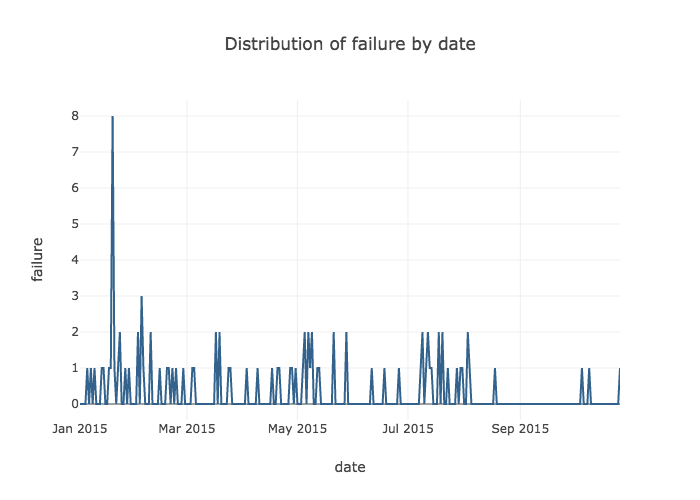 Distribution of failure by date
8
7
6
5
4
3
2
1
0
failure
Jan 2015
Mar 2015
May 2015
Jul 2015
Sep 2015
date